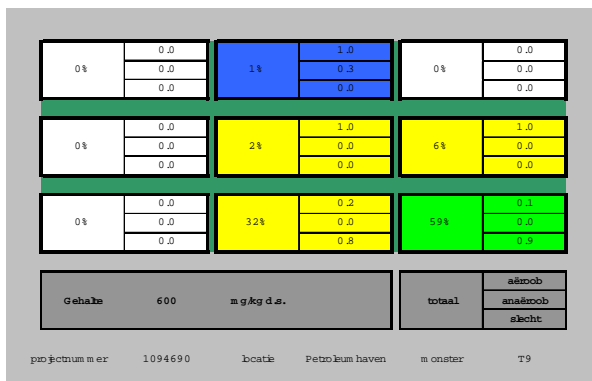 0.0 1.0 0.0
0% 0.0 1% 0.3 0% 0.0
0.0 0.0 0.0
0.0 1.0 1.0
0% 0.0 2% 0.0 6% 0.0
0.0 0.0 0.0
0.0 0.2 0.1
0% 0.0 32% 0.0 59% 0.0
0.0 0.8 0.9
aëroob
Gehalte 600 mg/kg d.s. totaal anaëroob
slecht
projectnummer 1094690 locatie Petroleumhaven monster T9